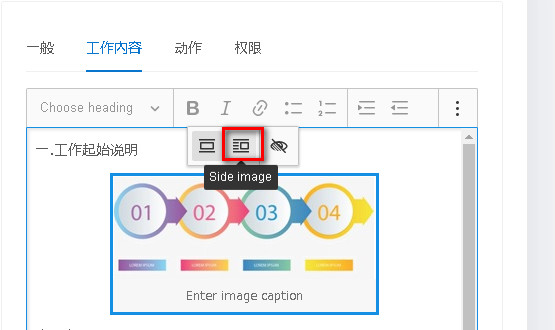 一般 工作内容 动作 权限
Choose heading B I
一.工作起始说明
Side image
01 02 03 04
Enter image caption